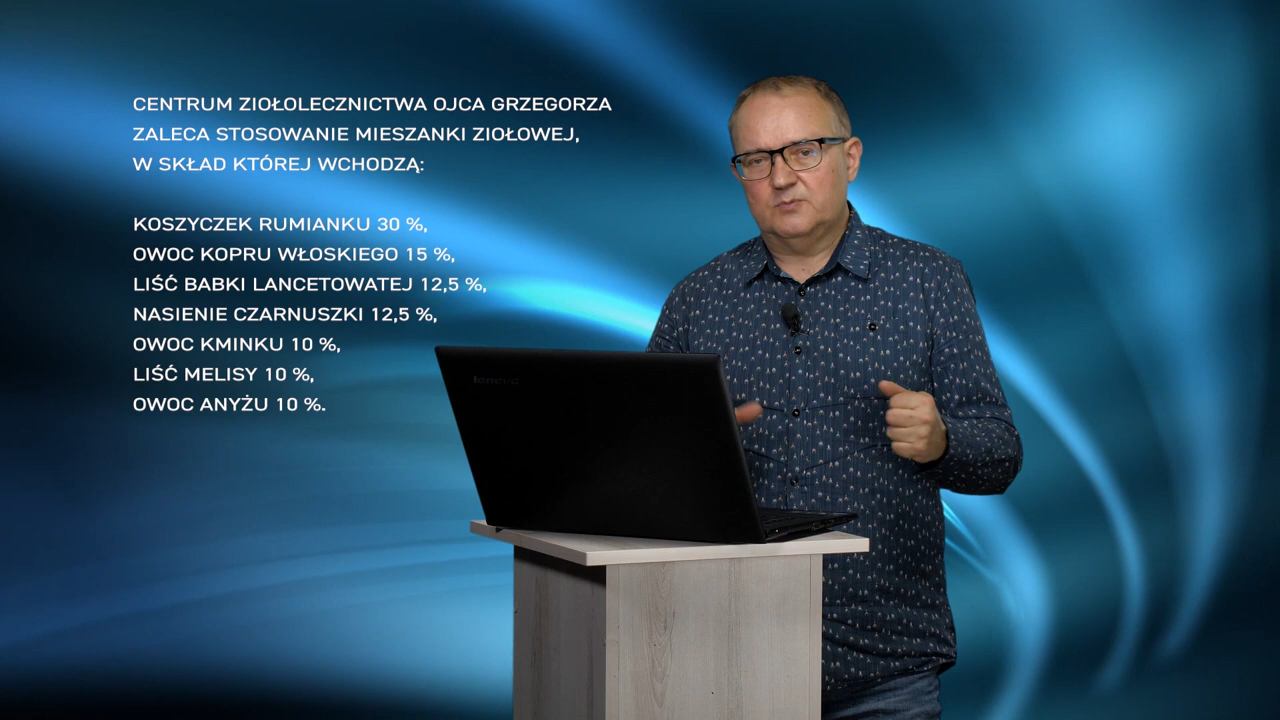 CENTRUM ZIOŁOLECZNICTWA OJCA GRZEGORZA
ZALECA STOSOWANIE MIESZANKI ZIOŁOWEJ,
W SKŁAD KTÓREJ WCHODZĄ:
KOSZYCZEK RUMIANKU 30 %,
OWOC KOPRU WŁOSKIEGO 15 %,
LIŚĆ BABKI LANCETOWATEJ 12,5 %,
NASIENIE CZARNUSZKI 12,5 %,
OWOC KMINKU 10 %,
LIŚĆ MELISY 10 %,
OWOC ANYŻU 10 %.
lenovo